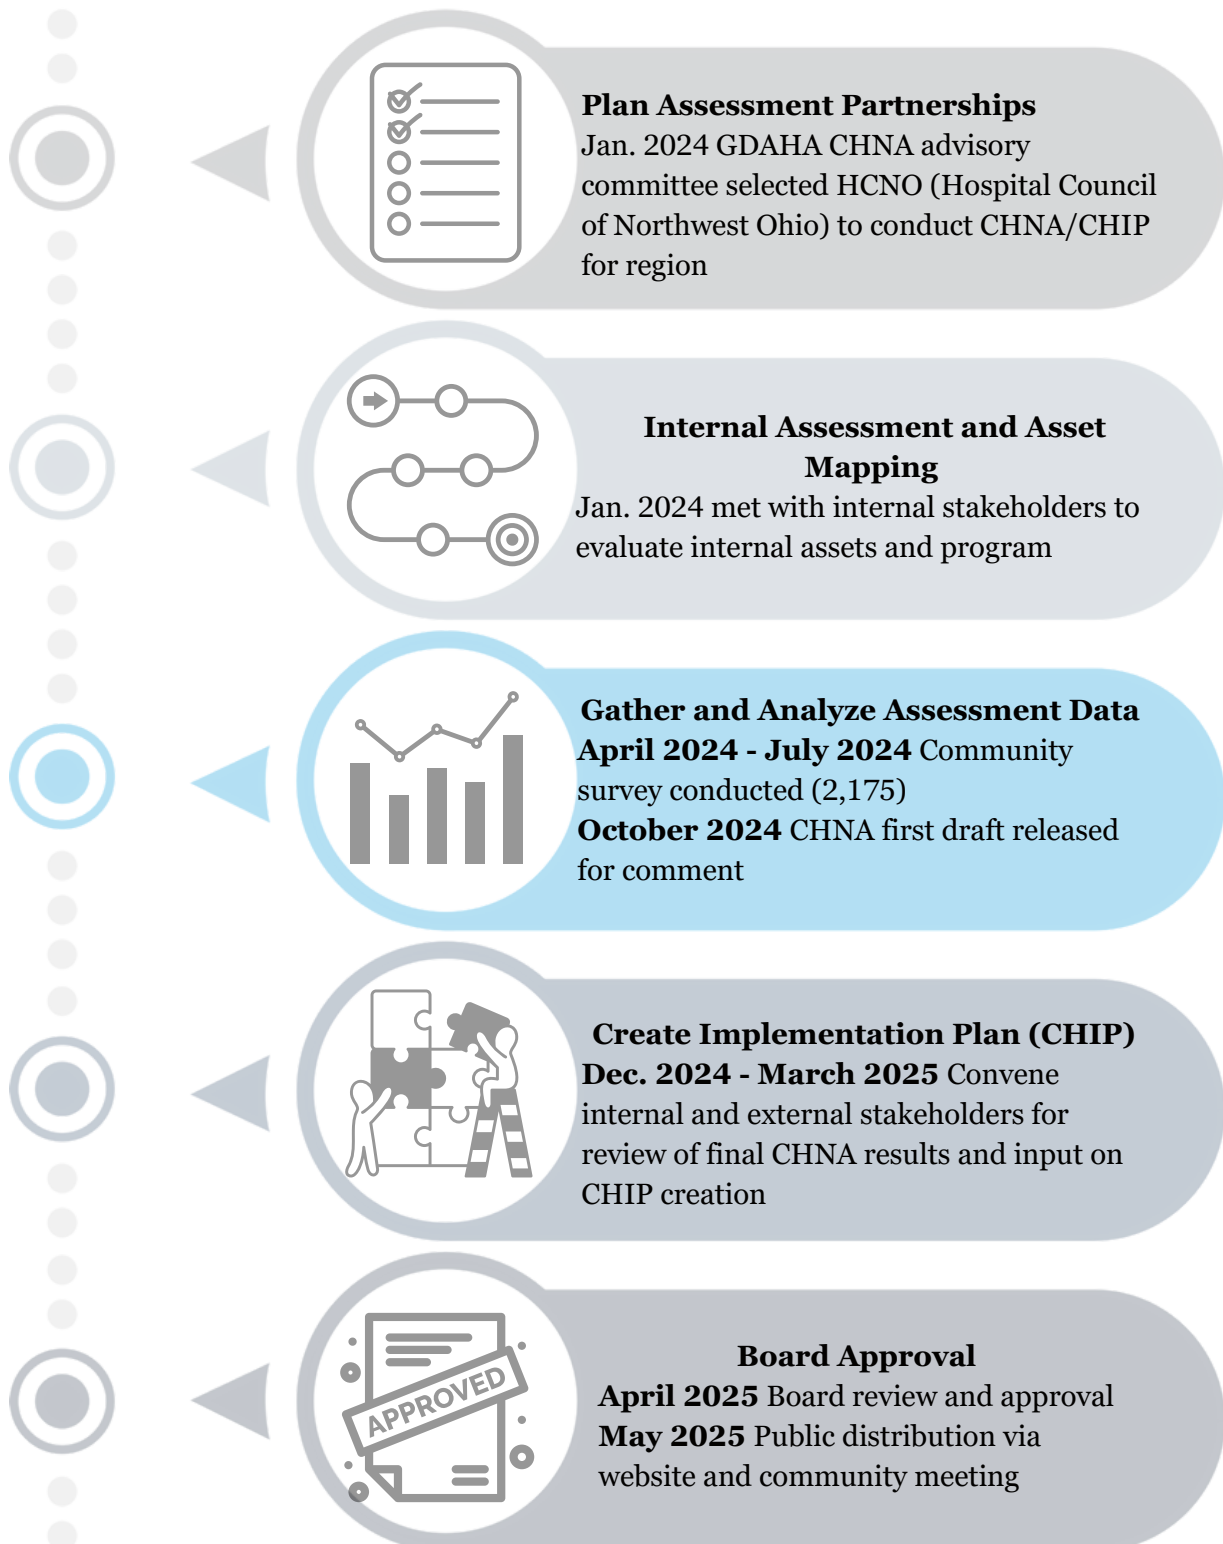 Plan Assessment Partnerships
Jan. 2024 GDAHA CHNA advisory
committee selected HCNO (Hospital Council
of Northwest Ohio) to conduct CHNA/CHIP
for region
Internal Assessment and Asset
Mapping
Jan. 2024 met with internal stakeholders to
evaluate internal assets and program
Gather and Analyze Assessment Data
April 2024 - July 2024 Community
survey conducted (2,175)
October 2024 CHNA first draft released
for comment
Create Implementation Plan (CHIP)
Dec. 2024 - March 2025 Convene
internal and external stakeholders for
review of final CHNA results and input on
CHIP creation
APPROVED
Board Approval
April 2025 Board review and approval
May 2025 Public distribution via
website and community meeting